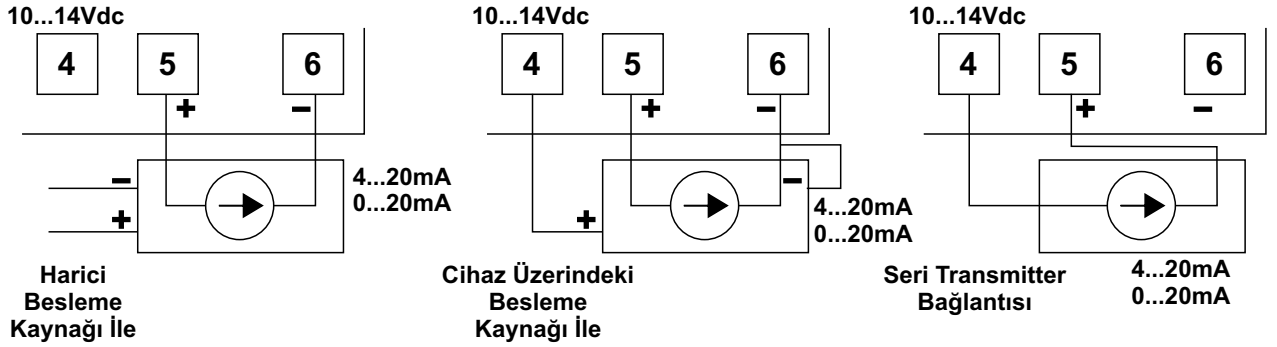 10...14Vdc
4 5 6
+ –
–
+
4...20mA
0...20mA
Harici
Besleme
Kaynağı İle
10...14Vdc
4 5 6
+ –
–
+
4...20mA
0...20mA
Cihaz Üzerindeki
Besleme
Kaynağı İle
10...14Vdc
4 5 6
+ –
4...20mA
0...20mA
Seri Transmitter
Bağlantısı